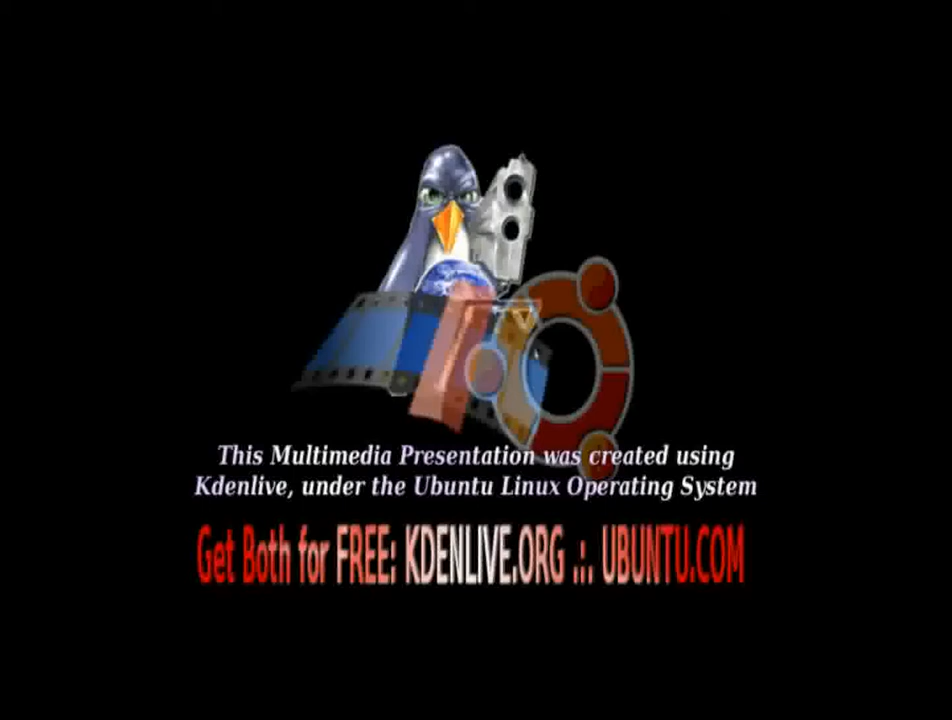 This Multimedia Presentation was created using
Kdenlive, under the Ubuntu Linux Operating System
Get Both for FREE; KDENLIVE.ORG .:. UBUNTU.COM